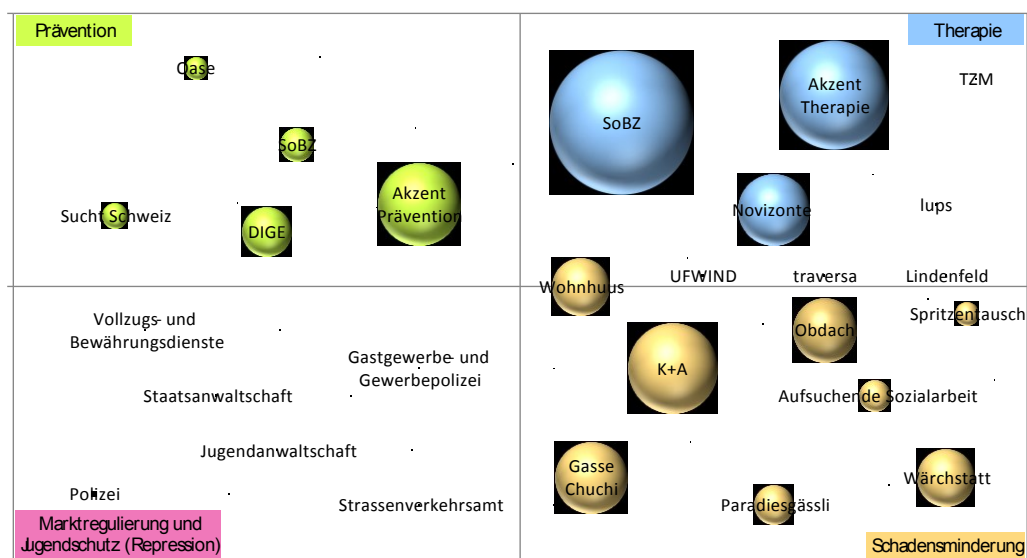 Prävention
Therapie
Oase
TZM
Akzent
Therapie
SoBZ
SoBZ
Akzent
Prävention
Sucht Schweiz
DIGE
Novizonte
lups
Wohnhuus
UFWIND
traversa
Lindenfeld
Spritzentausch
Vollzugs- und
Bewährungsdienste
Obdach
Gastgewerbe- und
Gewerbepolizei
K+A
Staatsanwaltschaft
Aufsuchende Sozialarbeit
Jugendanwaltschaft
Gasse
Chuchi
Wärchstatt
Polizei
Strassenverkehrsamt
Paradiesgässli
Marktregulierung und
Jugendschutz (Repression)
Schadensminderung